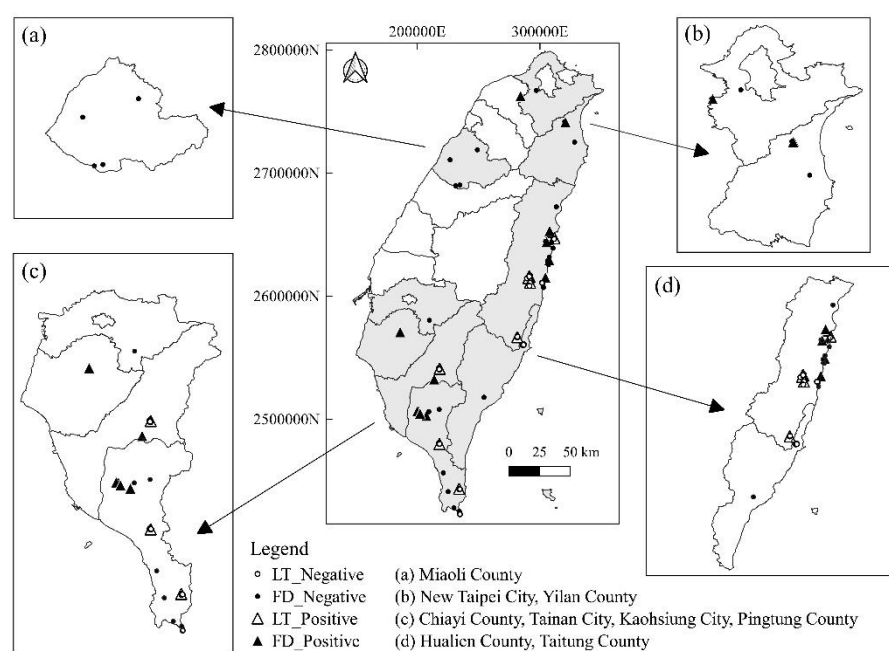 (a)
200000E 300000E
(b)
2800000N
2700000N
(c)
2600000N
(d)
2500000N
0 25 50 km
Legend
LT_Negative (a) Miaoli County
FD_Negative (b) New Taipei City, Yilan County
LT_Positive (c) Chiayi County, Tainan City, Kaohsiung City, Pingtung County
FD_Positive (d) Hualien County, Taitung County